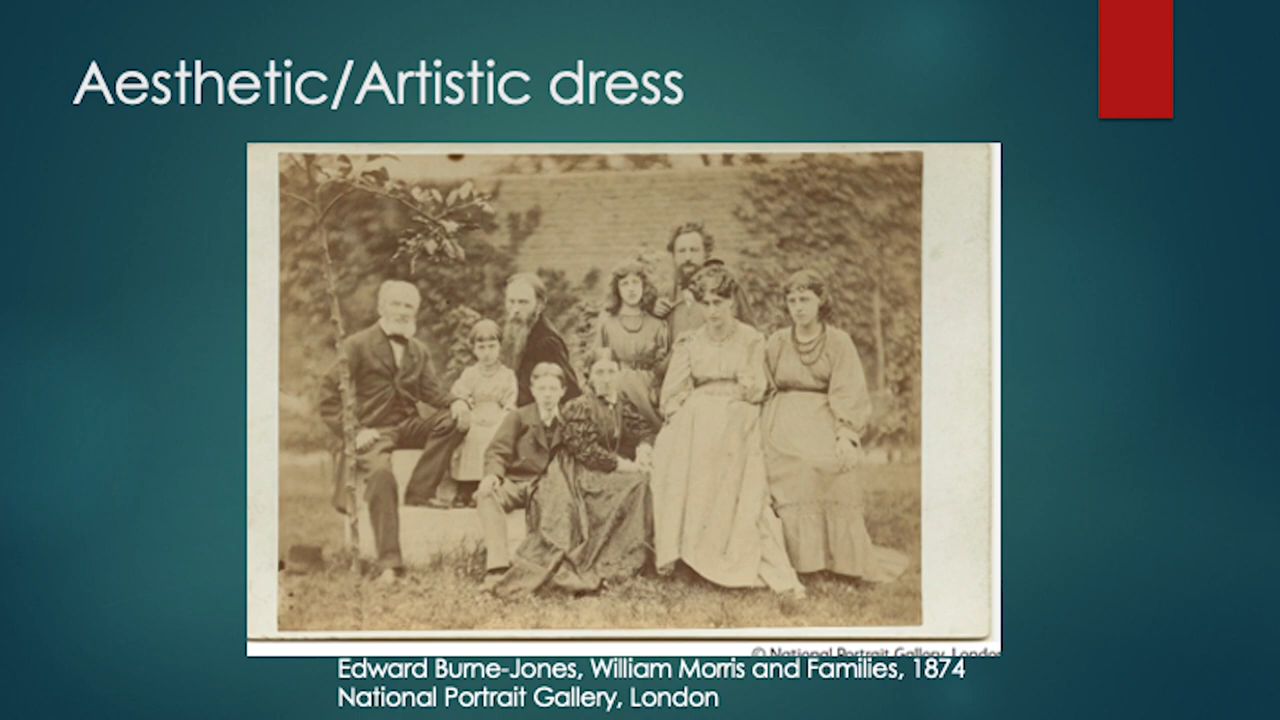 Aesthetic/Artistic dress
© National Portrait Gallery, London
Edward Burne-Jones, William Morris and Families, 1874
National Portrait Gallery, London